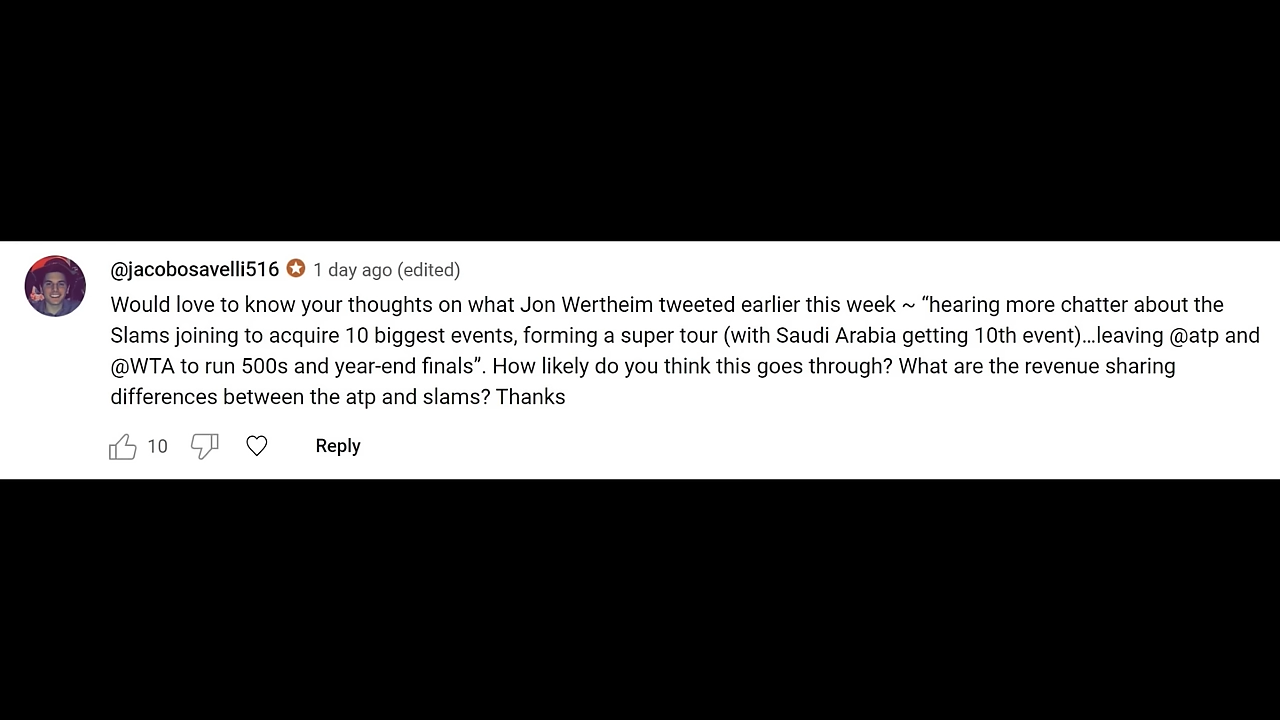 @jacobosavelli516 1 day ago (edited)
Would love to know your thoughts on what Jon Wertheim tweeted earlier this week ~ “hearing more chatter about the
Slams joining to acquire 10 biggest events, forming a super tour (with Saudi Arabia getting 10th event)...leaving @atp and
@WTA to run 500s and year-end finals”. How likely do you think this goes through? What are the revenue sharing
differences between the atp and slams? Thanks
10 Reply